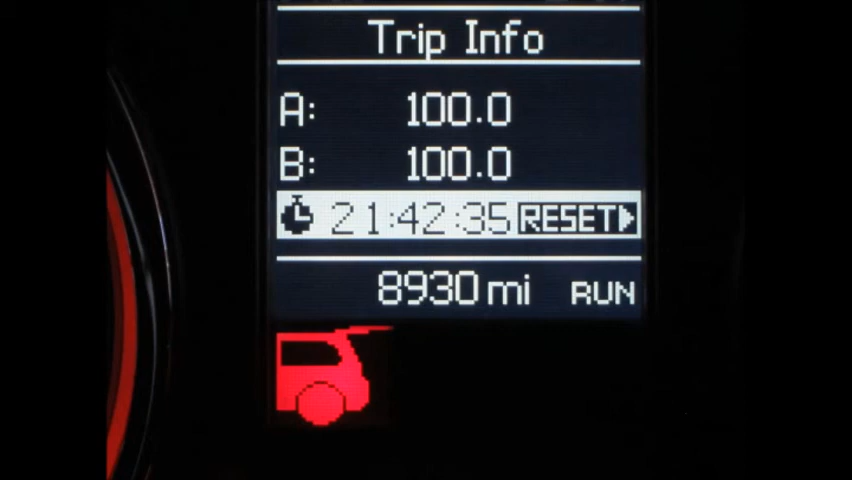 Trip Info
A: 100.0
B: 100.0
21:42:35 RESET
8930 mi RUN